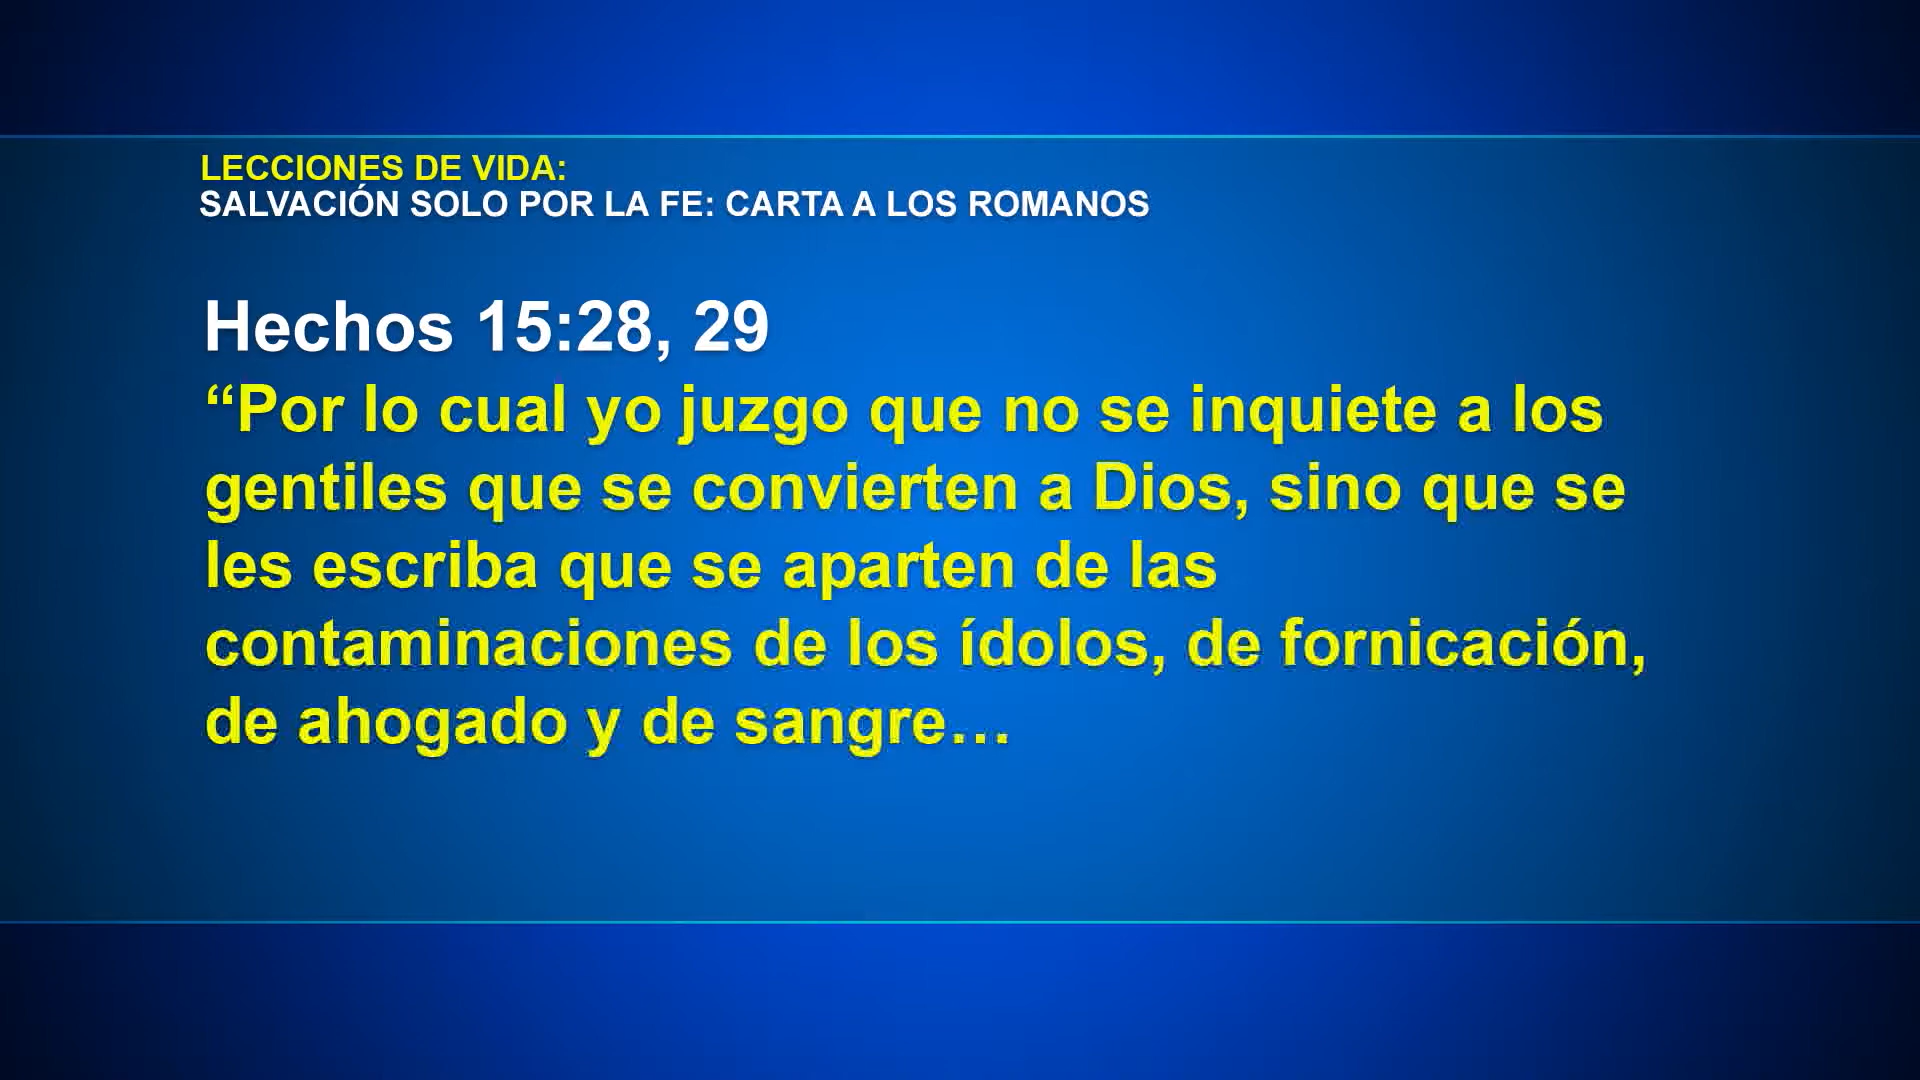 LECCIONES DE VIDA:
SALVACIÓN SOLO POR LA FE: CARTA A LOS ROMANOS
Hechos 15:28, 29
“Por lo cual yo juzgo que no se inquiete a los
gentiles que se convierten a Dios, sino que se
les escriba que se aparten de las
contaminaciones de los ídolos, de fornicación,
de ahogado y de sangre…